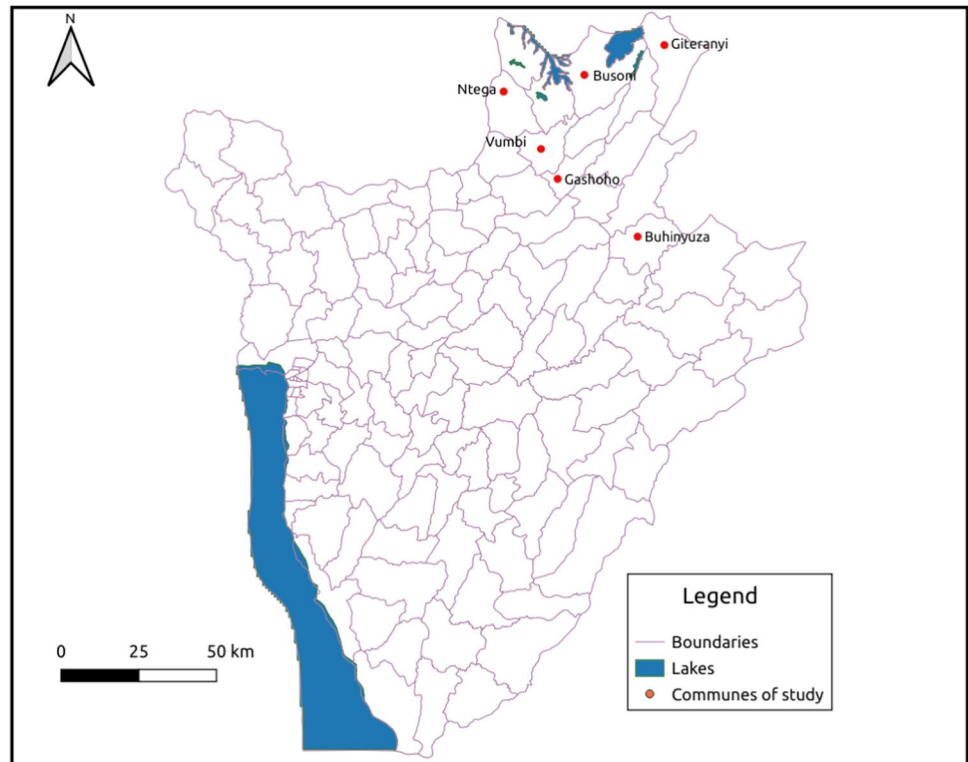 N
Giteranyi
Busoni
Ntega
Vumbi
Gashoho
Buhinyuza
Legend
Boundaries
Lakes
Communes of study
0 25 50 km